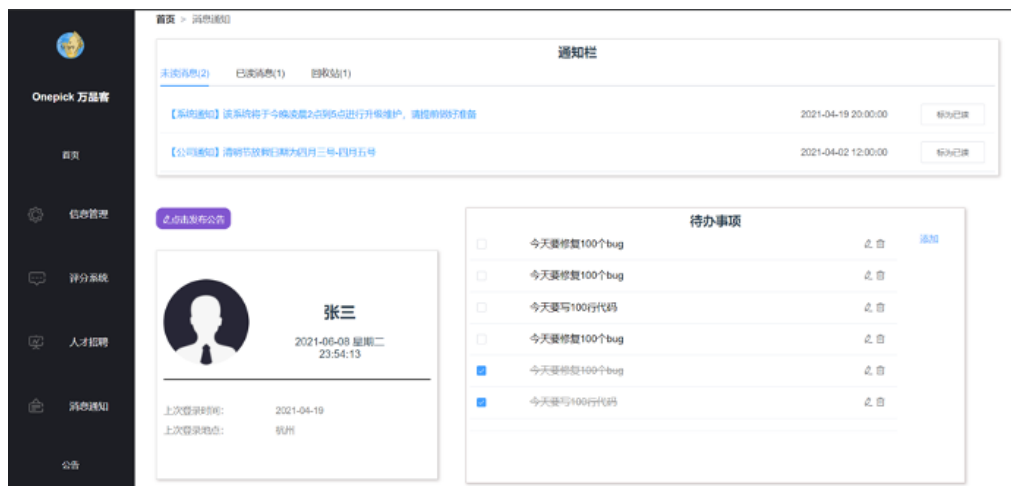 首页 > 消息通知
Onepick 万品客
首页
信息管理
评分系统
人才招聘
消息通知
公告
通知栏
未读消息(2) 已读消息(1) 回收站(1)
【系统通知】该系统将于今晚凌晨2点到5点进行升级维护，请提前做好准备 2021-04-19 20:00:00 标为已读
【公司通知】清明节放假日期为四月三号-四月五号 2021-04-02 12:00:00 标为已读
点击发布公告
张三
2021-06-08 星期二
23:54:13
上次登录时间: 2021-04-19
上次登录地点: 杭州
待办事项
添加
今天要修复100个bug
今天要修复100个bug
今天要写100行代码
今天要修复100个bug
今天要修复100个bug
今天要写100行代码